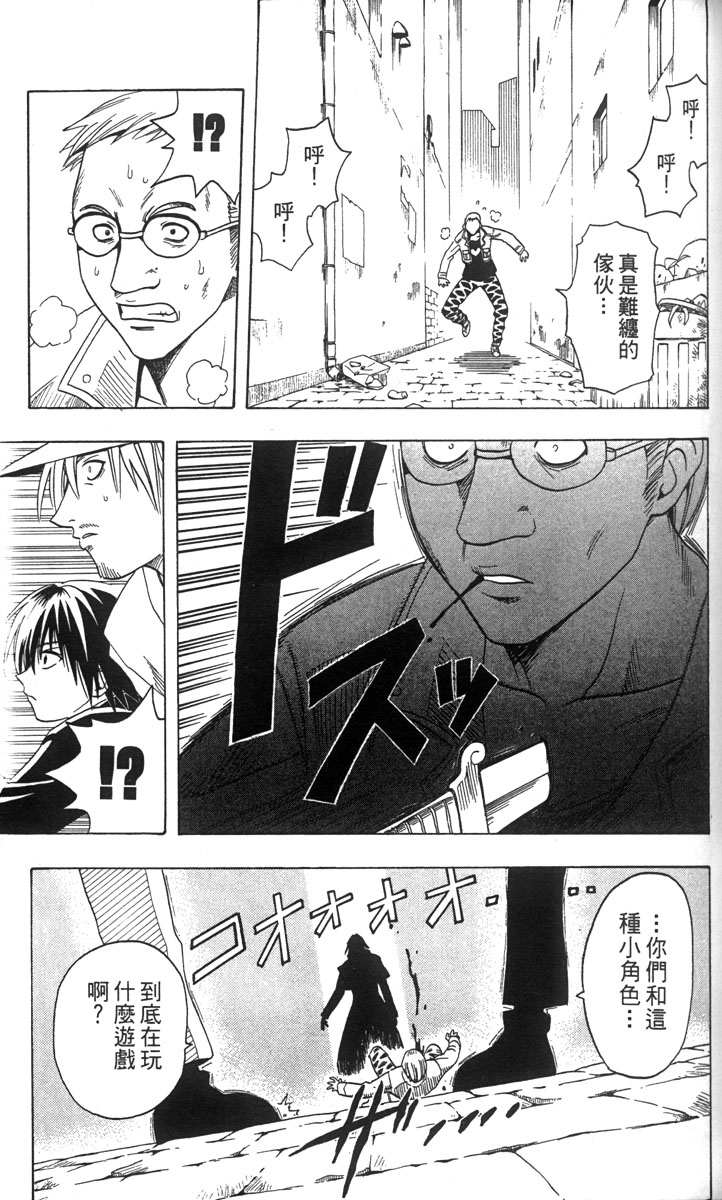 呼！
呼！
真是難纏的
傢伙…
呼！
呼！
!?
ドスッ
!?
…你們和這
種小角色…
コオォォォオ…
到底在玩
什麼遊戲
啊？
ザッ